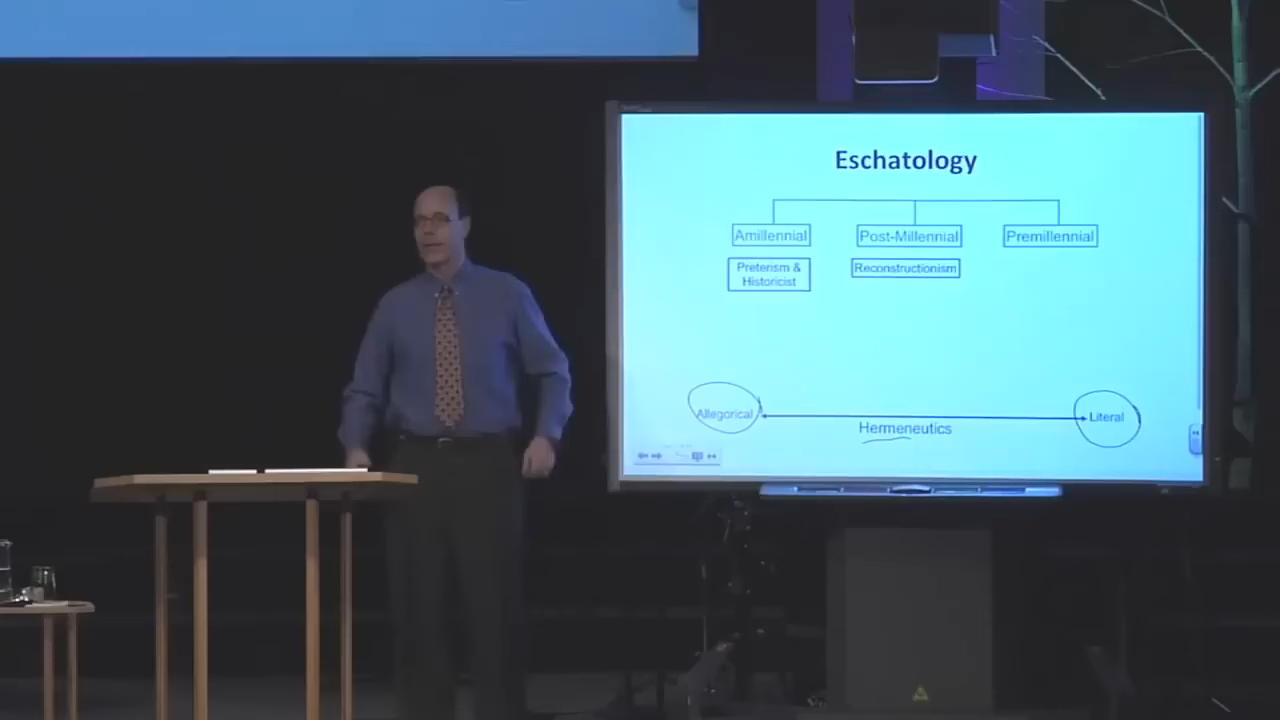 Eschatology
Amillennial
Post-Millennial
Premillennial
Preterism &
Historicist
Reconstructionism
Allegorical
Literal
Hermeneutics